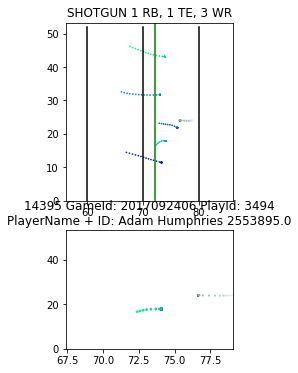 SHOTGUN 1 RB, 1 TE, 3 WR
50
40
30
20
10
0
60 70 80
14395 GameId: 2017092406 PlayId: 3494
PlayerName + ID: Adam Humphries 2553895.0
40
20
0
67.5 70.0 72.5 75.0 77.5